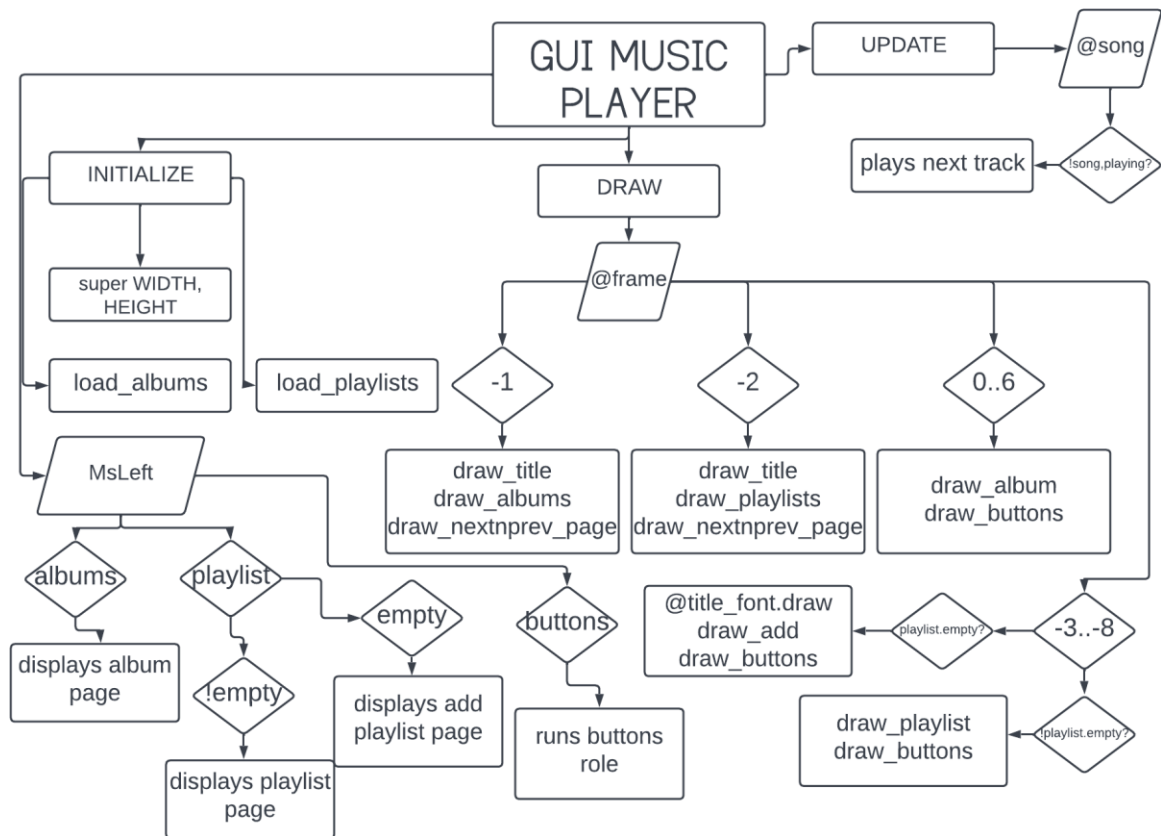 GUI MUSIC
PLAYER
UPDATE
@song
!song,playing?
plays next track
INITIALIZE
super WIDTH,
HEIGHT
load_albums
load_playlists
DRAW
@frame
-1
draw_title
draw_albums
draw_nextnprev_page
-2
draw_title
draw_playlists
draw_nextnprev_page
0..6
draw_album
draw_buttons
-3..-8
playlist.empty?
@title_font.draw
draw_add
draw_buttons
!playlist.empty?
draw_playlist
draw_buttons
MsLeft
albums
displays album
page
playlist
!empty
displays playlist
page
empty
displays add
playlist page
buttons
runs buttons
role